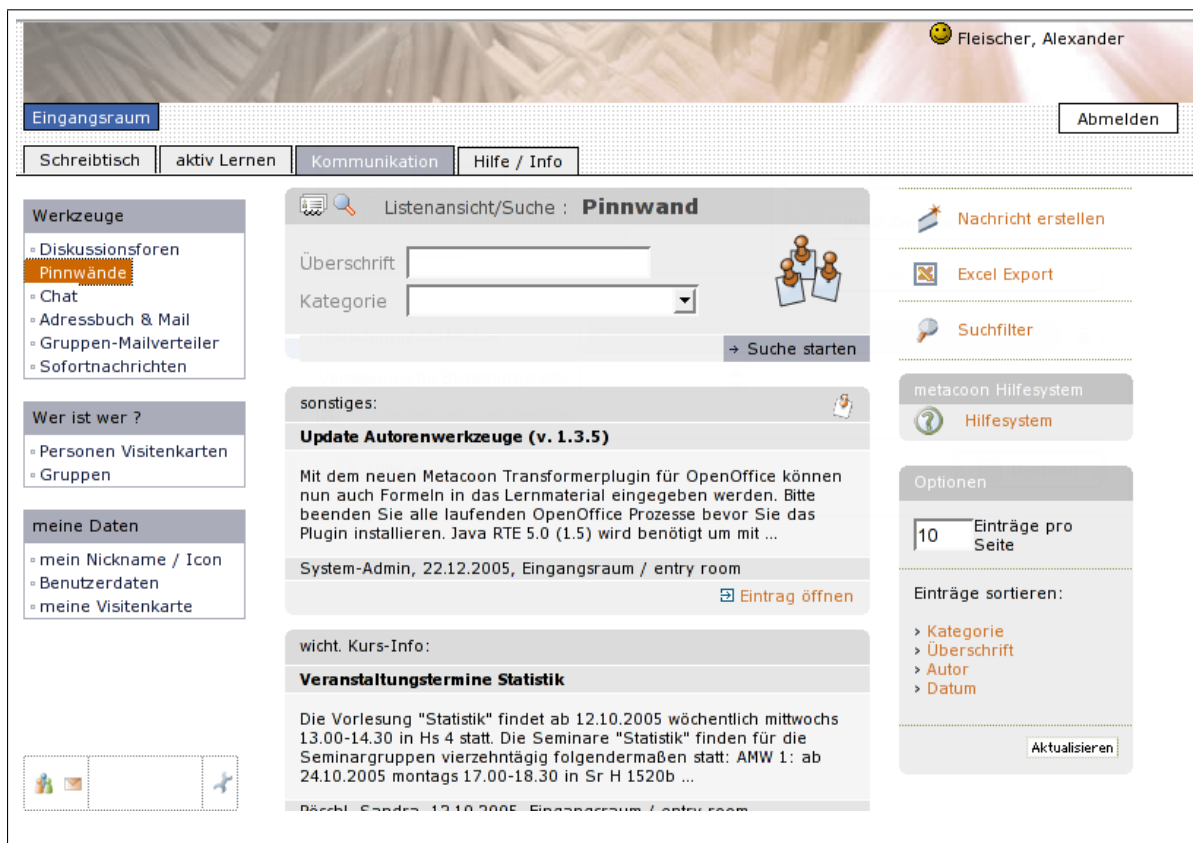 Fleischer, Alexander
Eingangsraum
Abmelden
Schreibtisch
aktiv Lernen
Kommunikation
Hilfe / Info
Werkzeuge
Diskussionsforen
Pinnwände
Chat
Adressbuch & Mail
Gruppen-Mailverteiler
Sofortnachrichten
Wer ist wer ?
Personen Visitenkarten
Gruppen
meine Daten
mein Nickname / Icon
Benutzerdaten
meine Visitenkarte
Listenansicht/Suche : Pinnwand
Überschrift
Kategorie
→ Suche starten
sonstiges:
Update Autorenwerkzeuge (v. 1.3.5)
Mit dem neuen Metacoon Transformerplugin für OpenOffice können
nun auch Formeln in das Lernmaterial eingegeben werden. Bitte
beenden Sie alle laufenden OpenOffice Prozesse bevor Sie das
Plugin installieren. Java RTE 5.0 (1.5) wird benötigt um mit ...
System-Admin, 22.12.2005, Eingangsraum / entry room
Eintrag öffnen
wicht. Kurs-Info:
Veranstaltungstermine Statistik
Die Vorlesung "Statistik" findet ab 12.10.2005 wöchentlich mittwochs
13.00-14.30 in Hs 4 statt. Die Seminare "Statistik" finden für die
Seminargruppen vierzehntägig folgendermaßen statt: AMW 1: ab
24.10.2005 montags 17.00-18.30 in Sr H 1520b ...
Pöschl, Sandra, 12.10.2005, Eingangsraum / entry room
Nachricht erstellen
Excel Export
Suchfilter
metacoon Hilfesystem
Hilfesystem
Optionen
10 Einträge pro
Seite
Einträge sortieren:
› Kategorie
› Überschrift
› Autor
› Datum
Aktualisieren